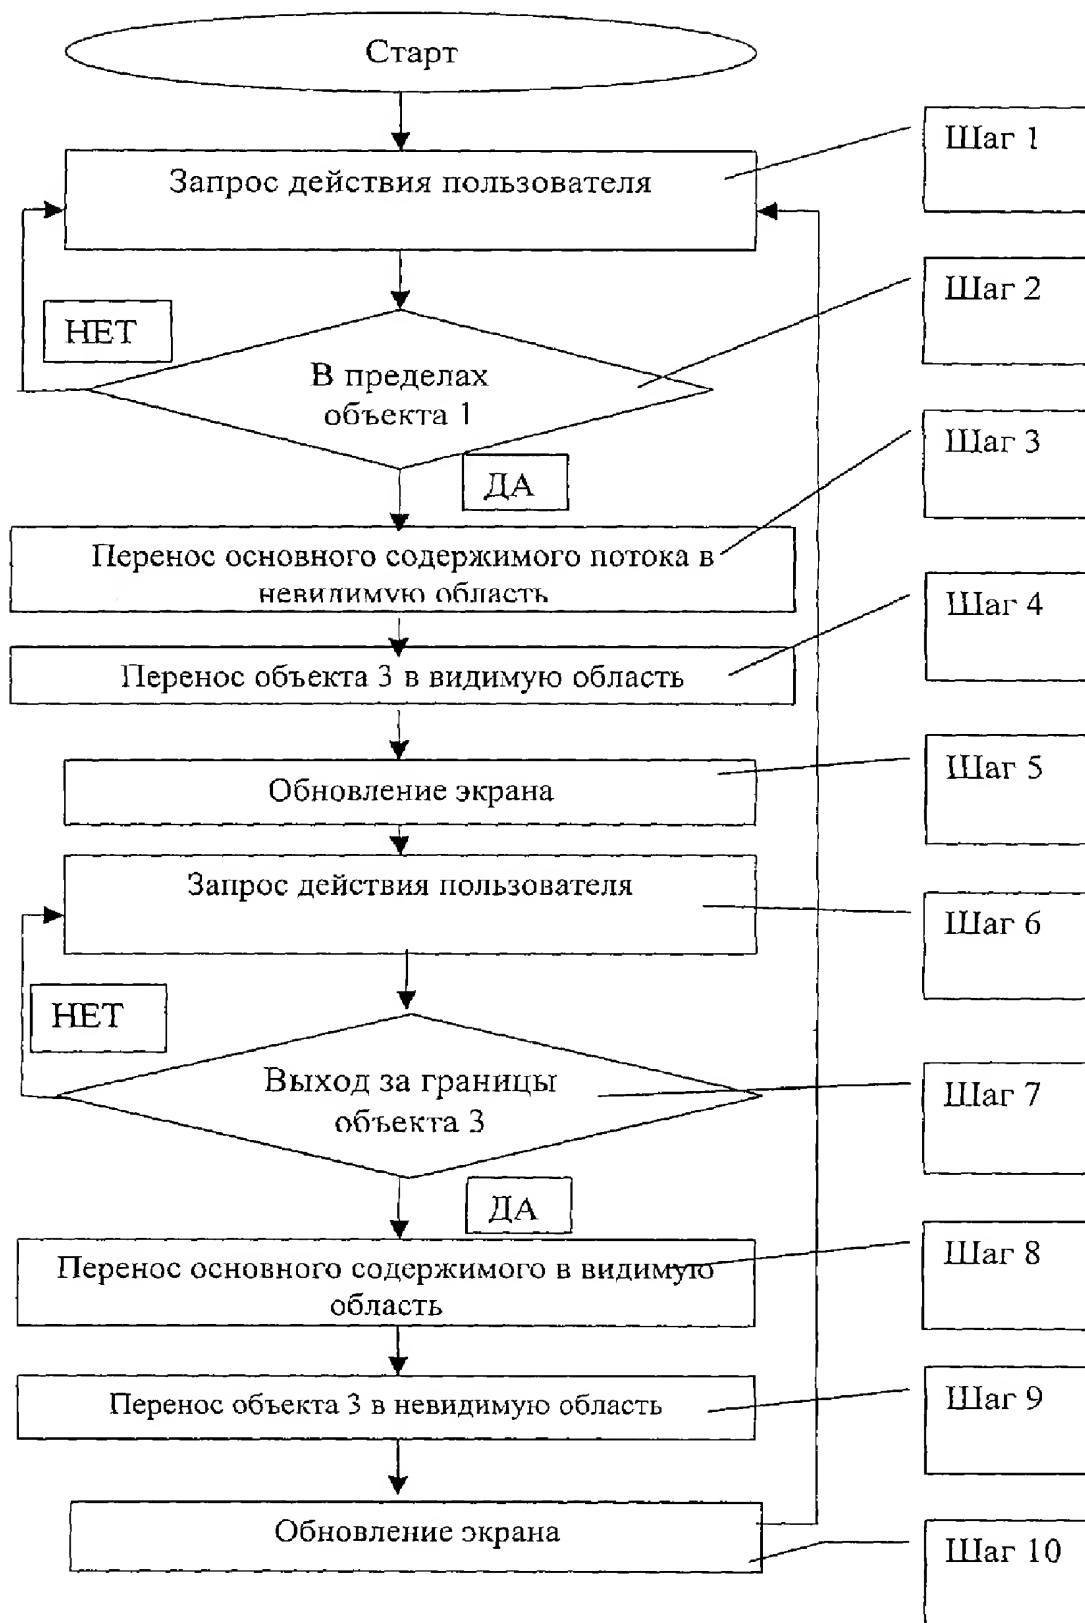 Старт
Шаг 1
Запрос действия пользователя
Шаг 2
НЕТ
В пределах
объекта 1
Шаг 3
ДА
Перенос основного содержимого потока в
невидимую область
Шаг 4
Перенос объекта 3 в видимую область
Шаг 5
Обновление экрана
Запрос действия пользователя
Шаг 6
НЕТ
Выход за границы
объекта 3
Шаг 7
ДА
Шаг 8
Перенос основного содержимого в видимую
область
Шаг 9
Перенос объекта 3 в невидимую область
Обновление экрана
Шаг 10